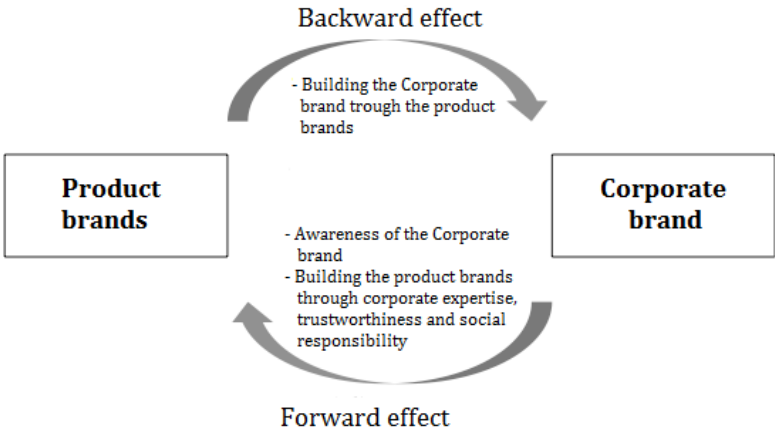 Backward effect
- Building the Corporate
brand trough the product
brands
Product
brands
Corporate
brand
- Awareness of the Corporate
brand
- Building the product brands
through corporate expertise,
trustworthiness and social
responsibility
Forward effect